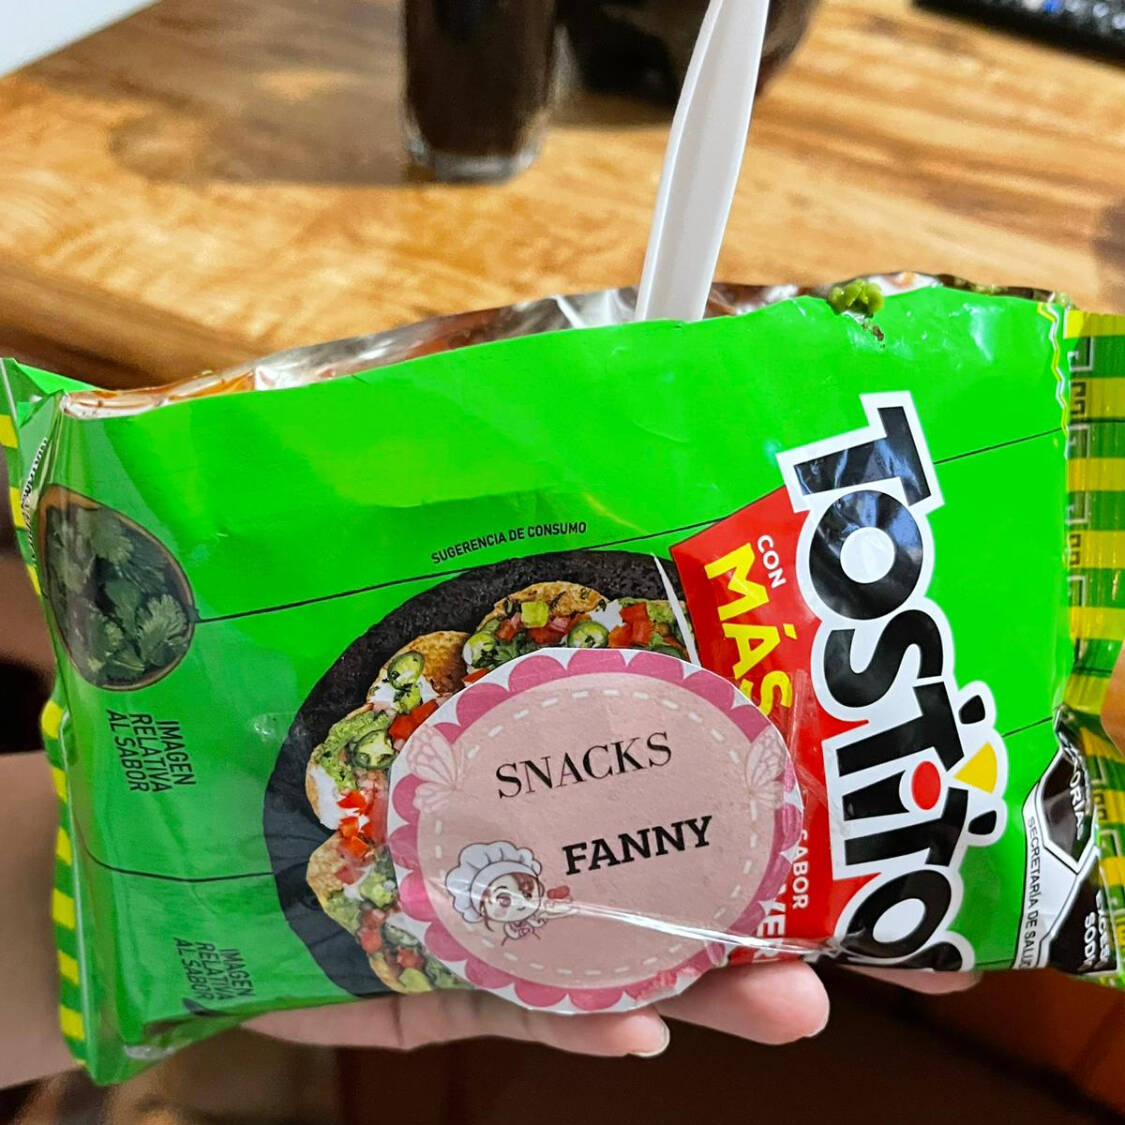 SUGERENCIA DE CONSUMO
TOSTITOS
CON
MÁS
SABOR
SNACKS
FANNY
IMAGEN
RELATIVA
AL SABOR
IMAGEN
RELATIVA
AL SABOR
SECRETARÍA DE SALUD